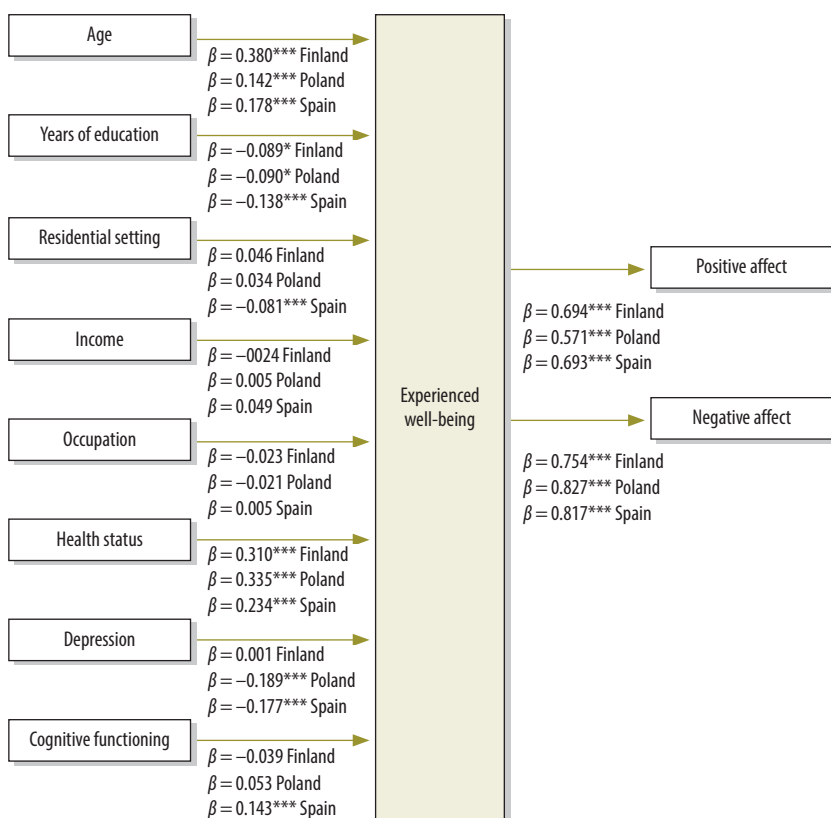 Age
β = 0.380*** Finland
β = 0.142*** Poland
β = 0.178*** Spain
Years of education
β = –0.089* Finland
β = –0.090* Poland
β = –0.138*** Spain
Residential setting
β = 0.046 Finland
β = 0.034 Poland
β = –0.081*** Spain
Income
β = –0024 Finland
β = 0.005 Poland
β = 0.049 Spain
Occupation
β = –0.023 Finland
β = –0.021 Poland
β = 0.005 Spain
Health status
β = 0.310*** Finland
β = 0.335*** Poland
β = 0.234*** Spain
Depression
β = 0.001 Finland
β = –0.189*** Poland
β = –0.177*** Spain
Cognitive functioning
β = –0.039 Finland
β = 0.053 Poland
β = 0.143*** Spain
Experienced
well-being
Positive affect
β = 0.694*** Finland
β = 0.571*** Poland
β = 0.693*** Spain
Negative affect
β = 0.754*** Finland
β = 0.827*** Poland
β = 0.817*** Spain